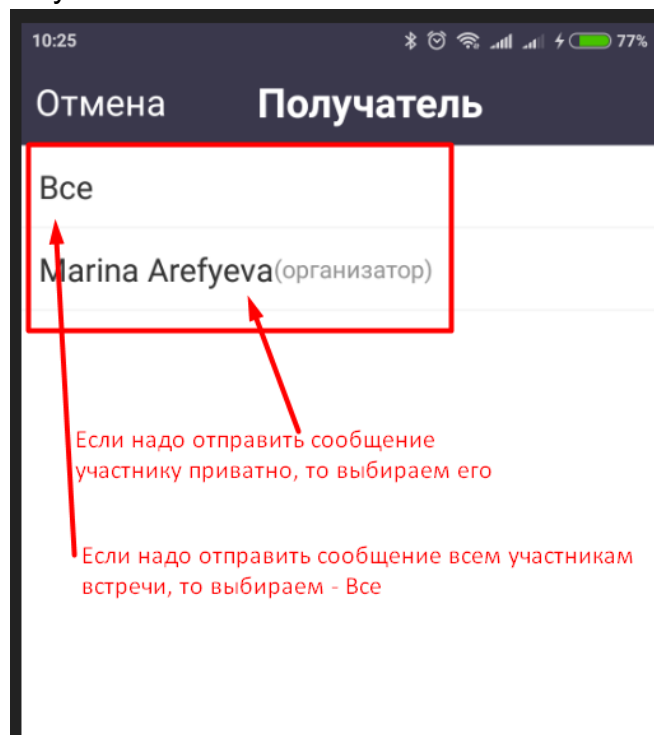 10:25 77%
Отмена Получатель
Все
Marina Arefyeva(организатор)
Если надо отправить сообщение
участнику приватно, то выбираем его
Если надо отправить сообщение всем участникам
встречи, то выбираем - Все